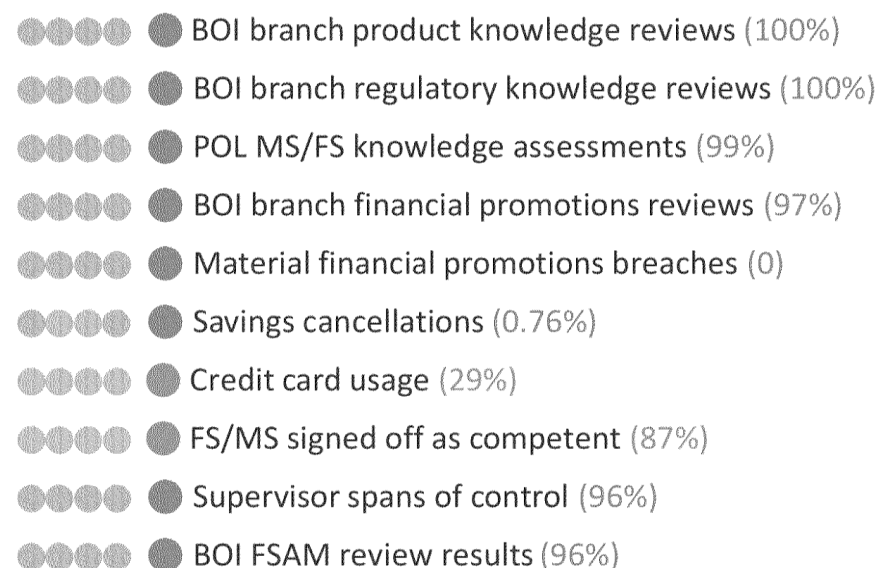 BOI branch product knowledge reviews (100%)
BOI branch regulatory knowledge reviews (100%)
POL MS/FS knowledge assessments (99%)
BOI branch financial promotions reviews (97%)
Material financial promotions breaches (0)
Savings cancellations (0.76%)
Credit card usage (29%)
FS/MS signed off as competent (87%)
Supervisor spans of control (96%)
BOI FSAM review results (96%)